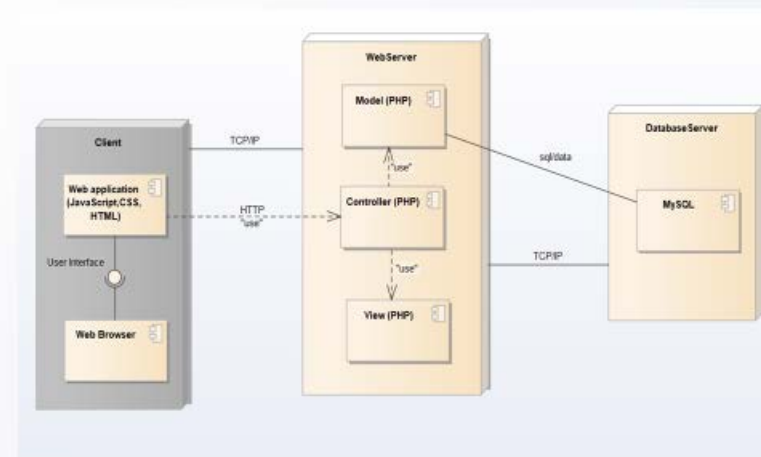 WebServer
Model (PHP)
DatabaseServer
Client
TCP/IP
sql/data
"use"
Web application
(JavaScript,CSS,
HTML)
HTTP
"use"
Controller (PHP)
MySQL
User Interface
"use"
TCP/IP
View (PHP)
Web Browser